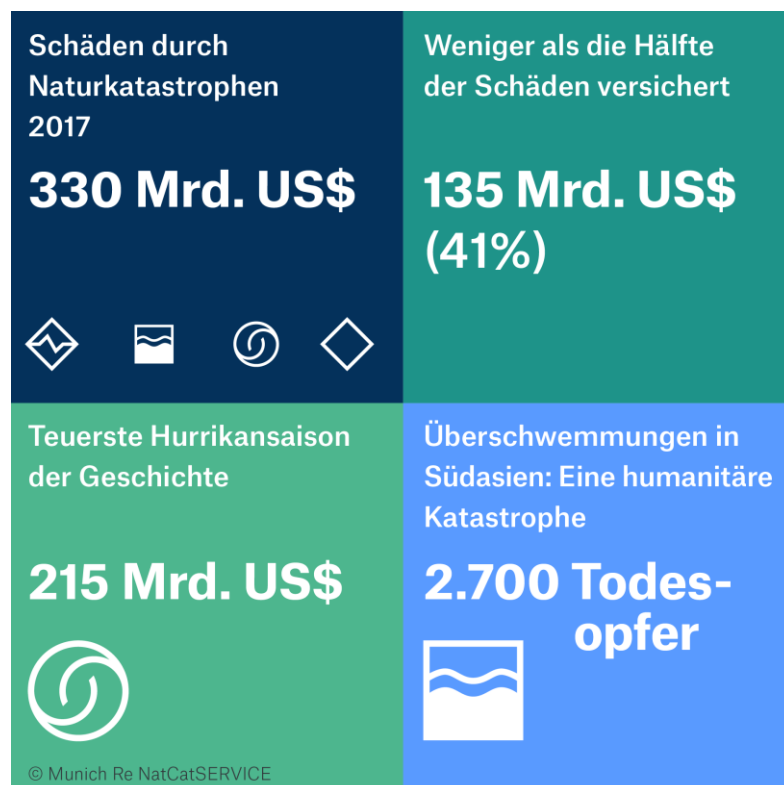 Schäden durch
Naturkatastrophen
2017
330 Mrd. US$
Weniger als die Hälfte
der Schäden versichert
135 Mrd. US$
(41%)
Teuerste Hurrikansaison
der Geschichte
215 Mrd. US$
© Munich Re NatCatSERVICE
Überschwemmungen in
Südasien: Eine humanitäre
Katastrophe
2.700 Todes-
opfer